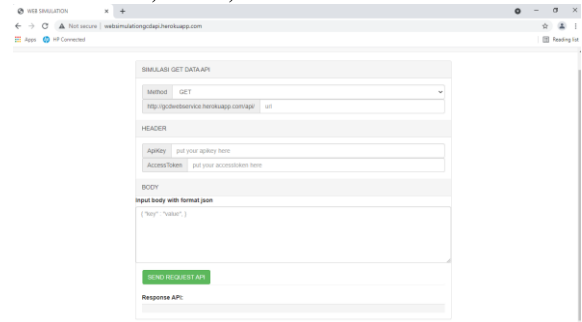 WEB SIMULATION
Not secure | websimulationgcdapi.herokuapp.com
Apps HP Connected Reading list
SIMULASI GET DATA API
Method GET
http://gcdwebservice.herokuapp.com/api/ url
HEADER
ApiKey put your apikey here
AccessToken put your accesstoken here
BODY
Input body with format json
{ "key" : "value" }
SEND REQUEST API
Response API: